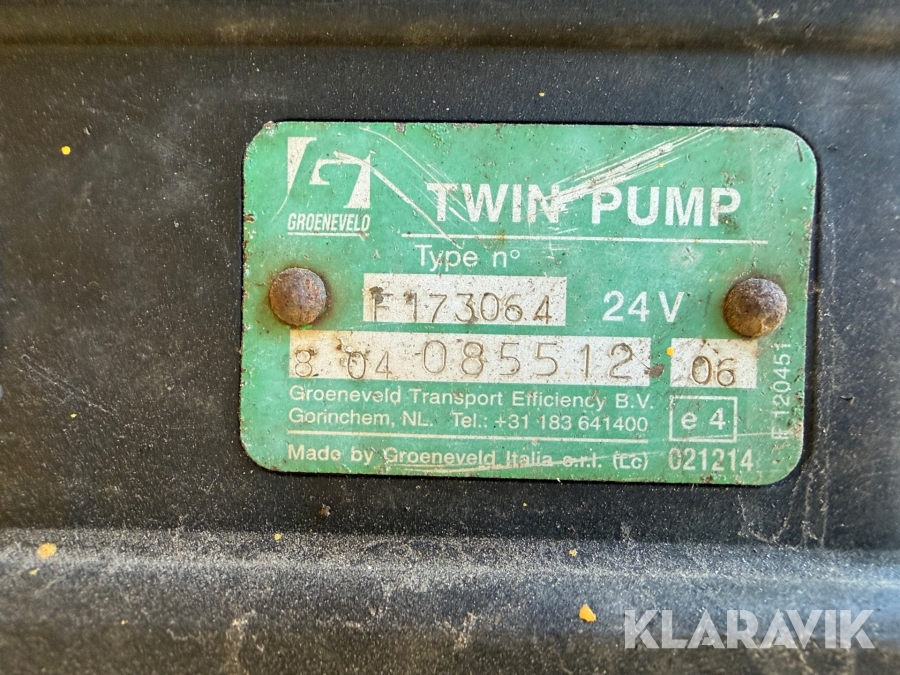 GROENEVELD
TWIN PUMP
Type n°
F173064
24V
8 04 085512
06
Groeneveld Transport Efficiency B.V.
Gorinchem, NL. Tel.: +31 183 641400
e4
Made by Groeneveld Italia s.r.l. (Lc)
021214
F 120451
KLARAVIK